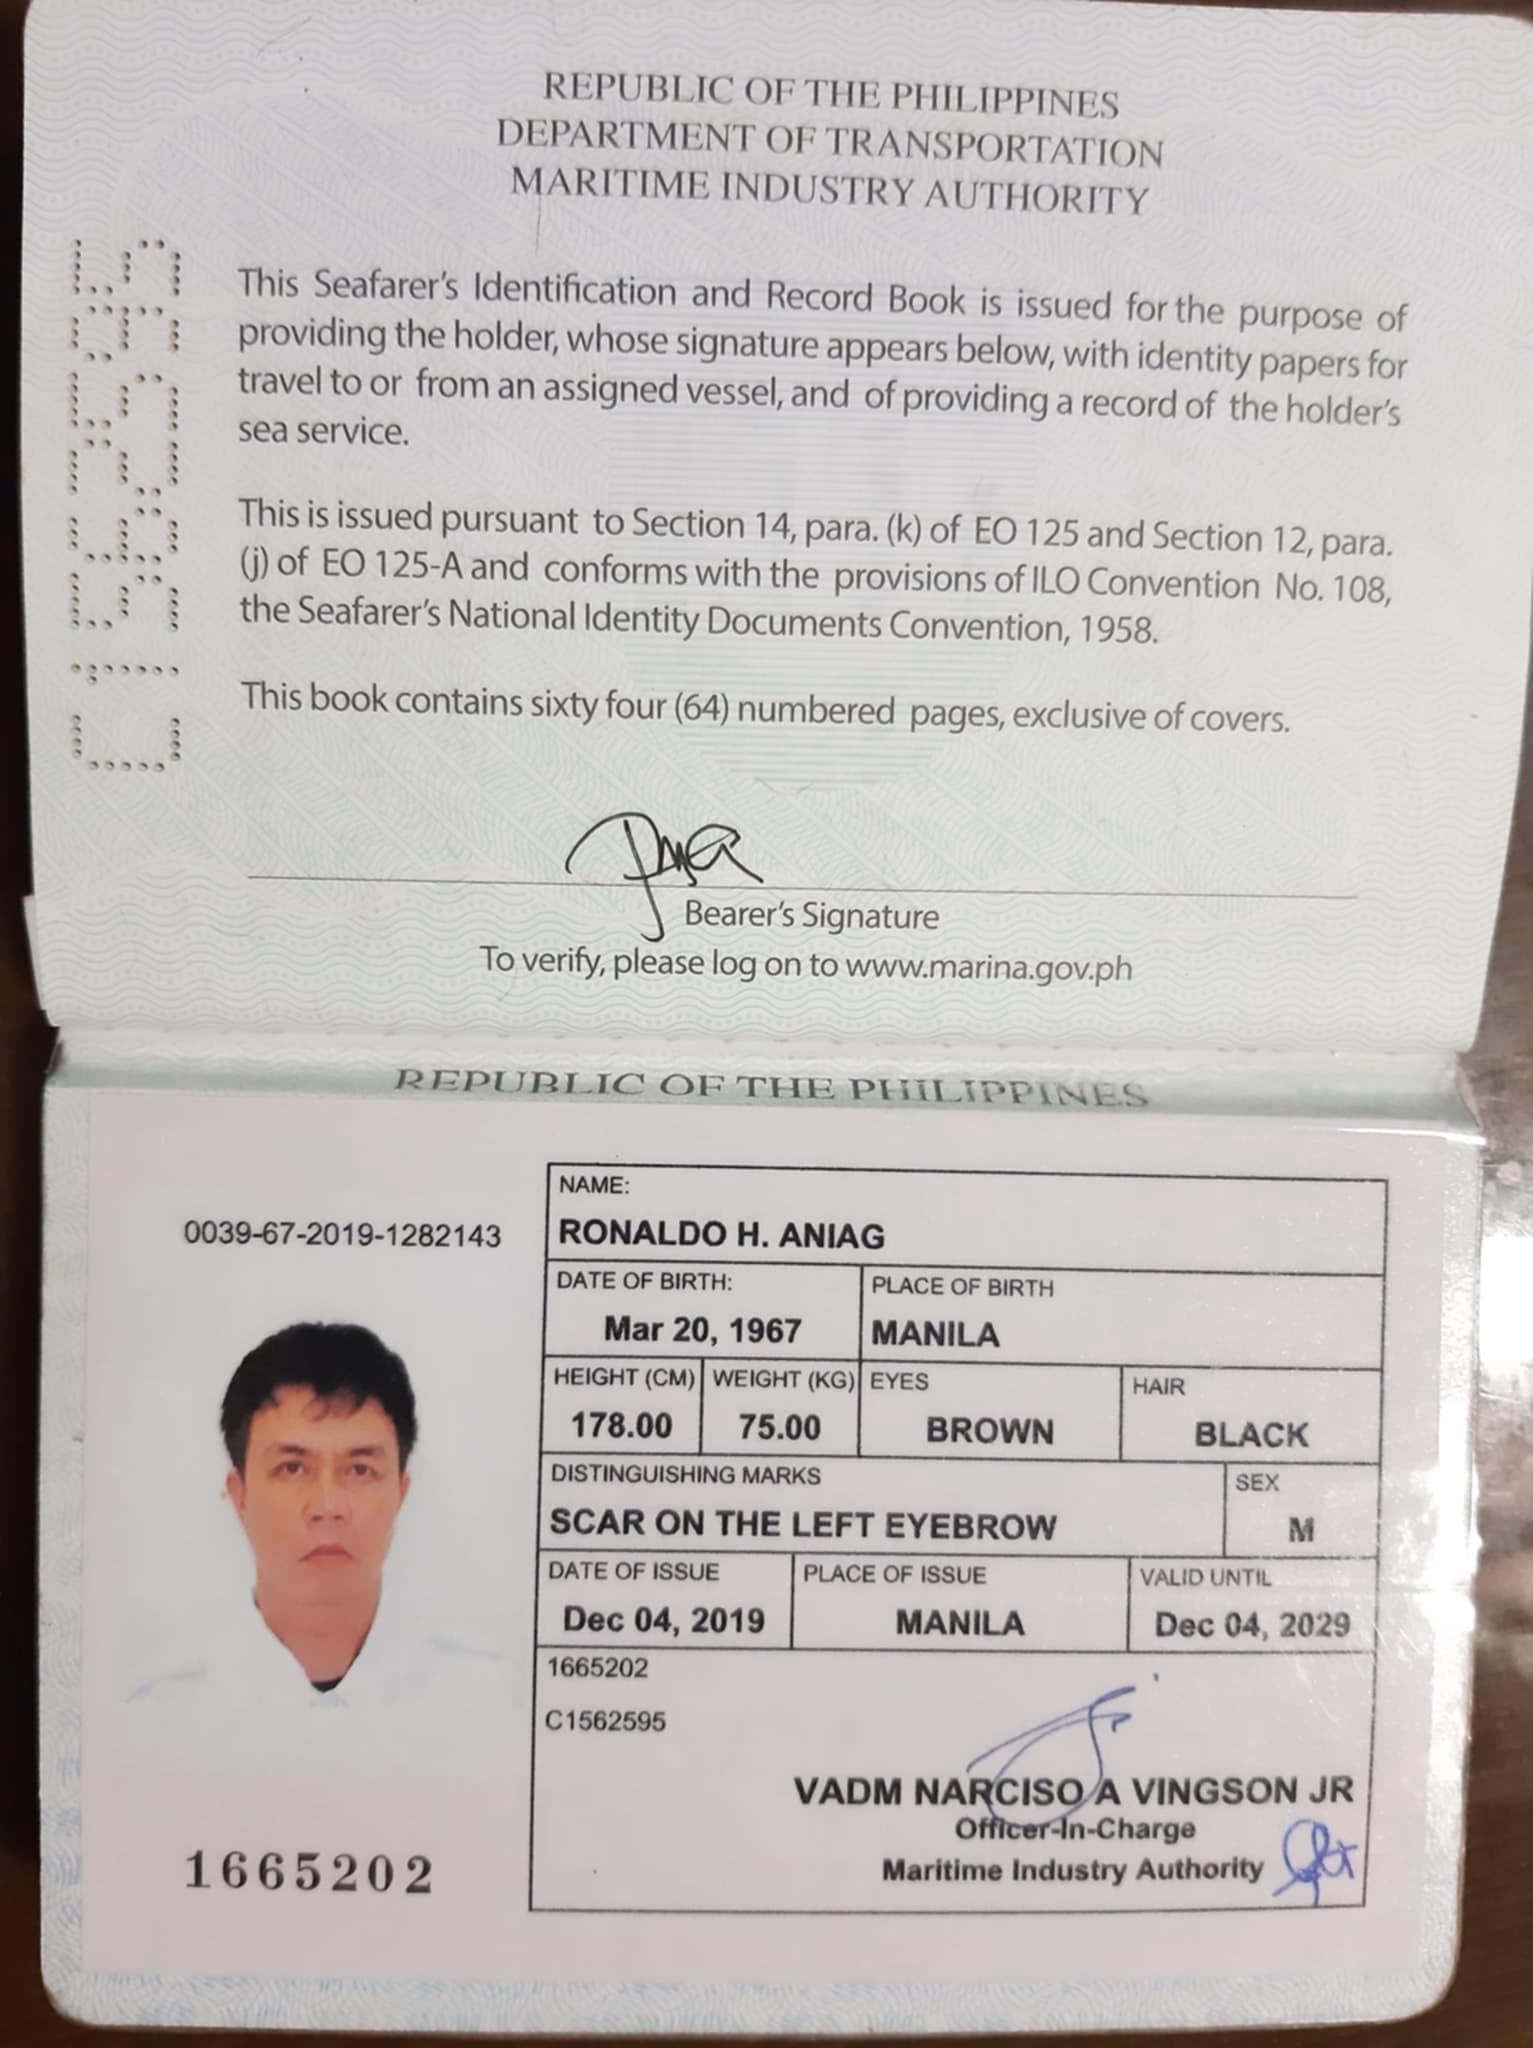 REPUBLIC OF THE PHILIPPINES
DEPARTMENT OF TRANSPORTATION
MARITIME INDUSTRY AUTHORITY
This Seafarer's Identification and Record Book is issued for the purpose of
providing the holder, whose signature appears below, with identity papers for
travel to or from an assigned vessel, and of providing a record of the holder's
sea service.
This is issued pursuant to Section 14, para. (k) of EO 125 and Section 12, para.
(j) of EO 125-A and conforms with the provisions of ILO Convention No. 108,
the Seafarer's National Identity Documents Convention, 1958.
This book contains sixty four (64) numbered pages, exclusive of covers.
Bearer's Signature
To verify, please log on to www.marina.gov.ph
C1562595
REPUBLIC OF THE PHILIPPINES
0039-67-2019-1282143
NAME:
RONALDO H. ANIAG
DATE OF BIRTH: PLACE OF BIRTH
Mar 20, 1967 MANILA
HEIGHT (CM) WEIGHT (KG) EYES HAIR
178.00 75.00 BROWN BLACK
DISTINGUISHING MARKS SEX
SCAR ON THE LEFT EYEBROW M
DATE OF ISSUE PLACE OF ISSUE VALID UNTIL
Dec 04, 2019 MANILA Dec 04, 2029
1665202
C1562595
VADM NARCISO A VINGSON JR
Officer-In-Charge
Maritime Industry Authority
1665202